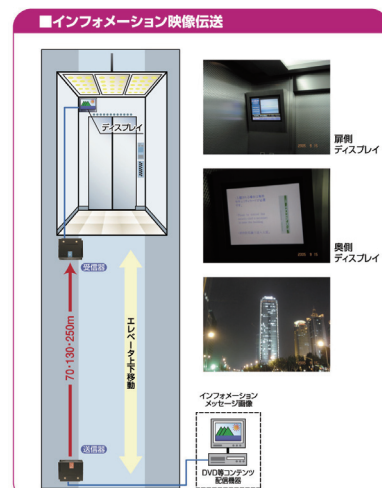 ■インフォメーション映像伝送
ディスプレイ
扉側
ディスプレイ
奥側
ディスプレイ
受信器
70・130・250m
エレベータ上下移動
送信器
インフォメーション
メッセージ画像
DVD等コンテンツ
配信機器